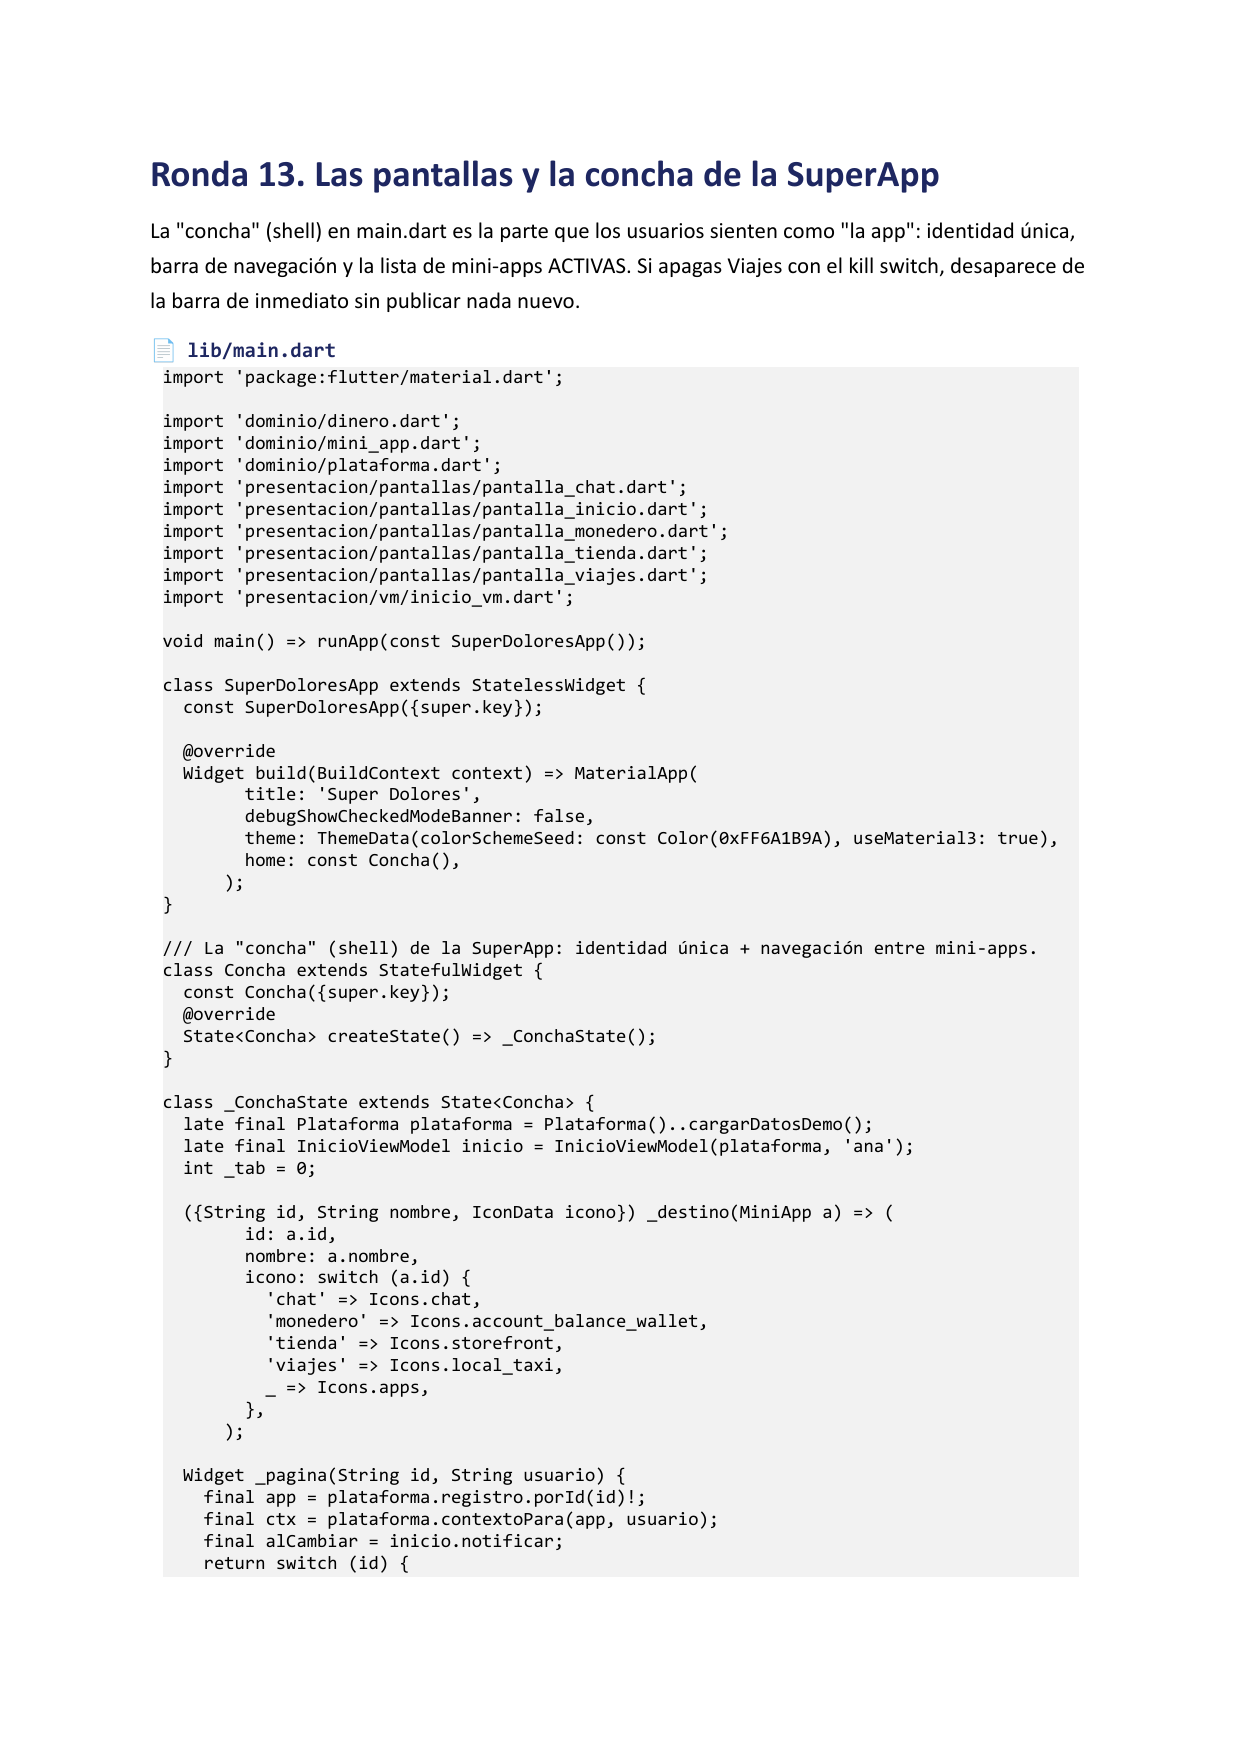 Ronda 13. Las pantallas y la concha de la SuperApp
La "concha" (shell) en main.dart es la parte que los usuarios sienten como "la app": identidad única,
barra de navegación y la lista de mini-apps ACTIVAS. Si apagas Viajes con el kill switch, desaparece de
la barra de inmediato sin publicar nada nuevo.
📄 lib/main.dart
import 'package:flutter/material.dart';

import 'dominio/dinero.dart';
import 'dominio/mini_app.dart';
import 'dominio/plataforma.dart';
import 'presentacion/pantallas/pantalla_chat.dart';
import 'presentacion/pantallas/pantalla_inicio.dart';
import 'presentacion/pantallas/pantalla_monedero.dart';
import 'presentacion/pantallas/pantalla_tienda.dart';
import 'presentacion/pantallas/pantalla_viajes.dart';
import 'presentacion/vm/inicio_vm.dart';

void main() => runApp(const SuperDoloresApp());

class SuperDoloresApp extends StatelessWidget {
  const SuperDoloresApp({super.key});

  @override
  Widget build(BuildContext context) => MaterialApp(
        title: 'Super Dolores',
        debugShowCheckedModeBanner: false,
        theme: ThemeData(colorSchemeSeed: const Color(0xFF6A1B9A), useMaterial3: true),
        home: const Concha(),
      );
}

/// La "concha" (shell) de la SuperApp: identidad única + navegación entre mini-apps.
class Concha extends StatefulWidget {
  const Concha({super.key});
  @override
  State<Concha> createState() => _ConchaState();
}

class _ConchaState extends State<Concha> {
  late final Plataforma plataforma = Plataforma()..cargarDatosDemo();
  late final InicioViewModel inicio = InicioViewModel(plataforma, 'ana');
  int _tab = 0;

  ({String id, String nombre, IconData icono}) _destino(MiniApp a) => (
        id: a.id,
        nombre: a.nombre,
        icono: switch (a.id) {
          'chat' => Icons.chat,
          'monedero' => Icons.account_balance_wallet,
          'tienda' => Icons.storefront,
          'viajes' => Icons.local_taxi,
          _ => Icons.apps,
        },
      );

  Widget _pagina(String id, String usuario) {
    final app = plataforma.registro.porId(id)!;
    final ctx = plataforma.contextoPara(app, usuario);
    final alCambiar = inicio.notificar;
    return switch (id) {